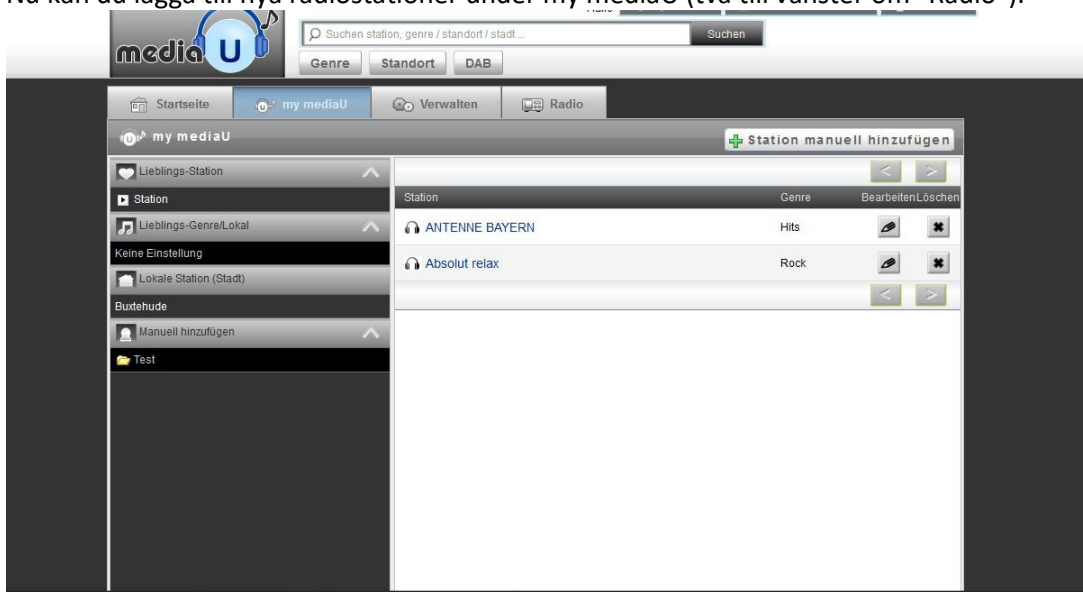 Nu kan du lägga till nya radiostationer under my mediaU (två till vänster om "Radio").
media U
Suchen station, genre / standort / stadt ...
Suchen
Genre Standort DAB
Startseite my mediaU Verwalten Radio
my mediaU
Station manuell hinzufügen
Lieblings-Station
< >
Station
Station Genre Bearbeiten Löschen
Lieblings-Genre/Lokal
ANTENNE BAYERN Hits
Keine Einstellung
Absolut relax Rock
Lokale Station (Stadt)
< >
Buxtehude
Manuell hinzufügen
Test